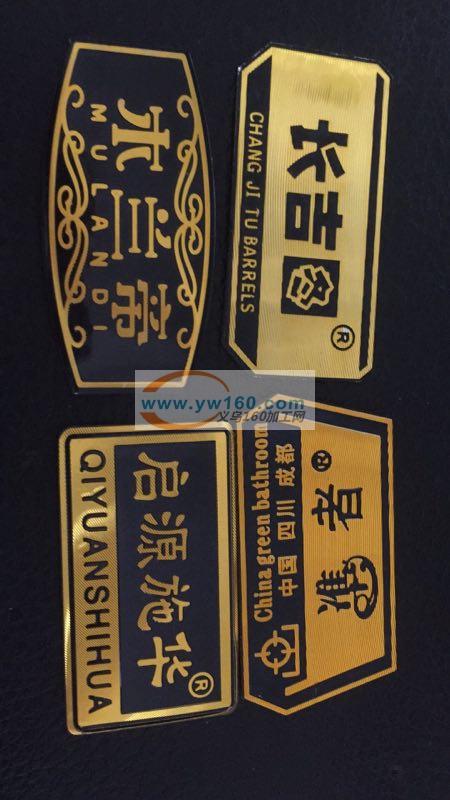 木兰帝
MULANDI
长吉图®
CHANG JI TU BARRELS
www.yw160.com
义乌160加工网
启源施华®
QIYUANSHIHUA
®
中国 四川 成都
China green bathroom